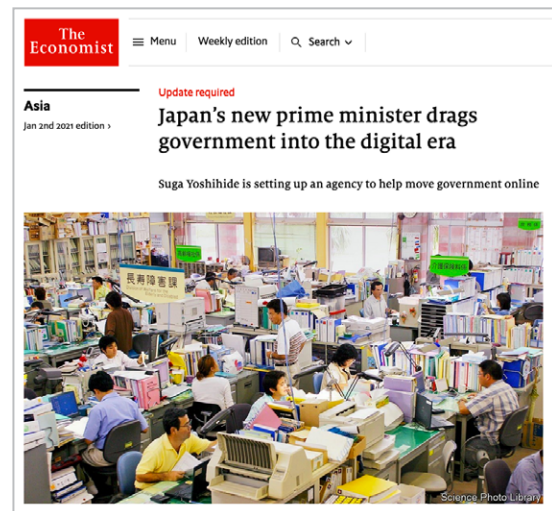 The
Economist
Menu
Weekly edition
Search
Asia
Jan 2nd 2021 edition ›
Update required
Japan's new prime minister drags
government into the digital era
Suga Yoshihide is setting up an agency to help move government online
長寿障害課
Science Photo Library